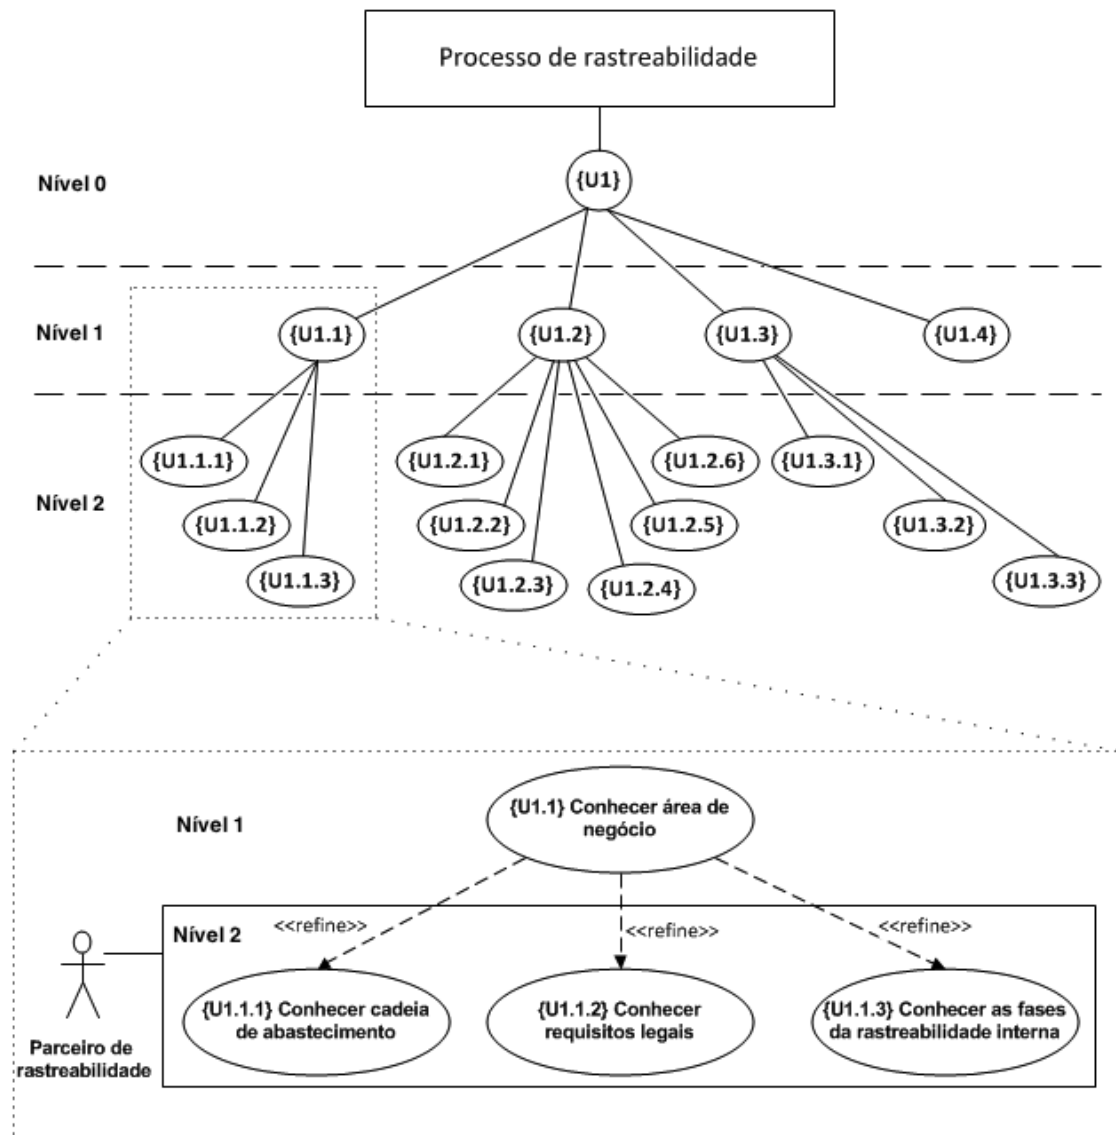 Processo de rastreabilidade
Nível 0
{U1}
Nível 1
{U1.1}
{U1.2}
{U1.3}
{U1.4}
Nível 2
{U1.1.1}
{U1.2.1}
{U1.2.6}
{U1.3.1}
{U1.1.2}
{U1.2.2}
{U1.2.5}
{U1.3.2}
{U1.1.3}
{U1.2.3}
{U1.2.4}
{U1.3.3}
Nível 1
{U1.1} Conhecer área de
negócio
Nível 2
<<refine>>
<<refine>>
<<refine>>
{U1.1.1} Conhecer cadeia
de abastecimento
{U1.1.2} Conhecer
requisitos legais
{U1.1.3} Conhecer as fases
da rastreabilidade interna
Parceiro de
rastreabilidade